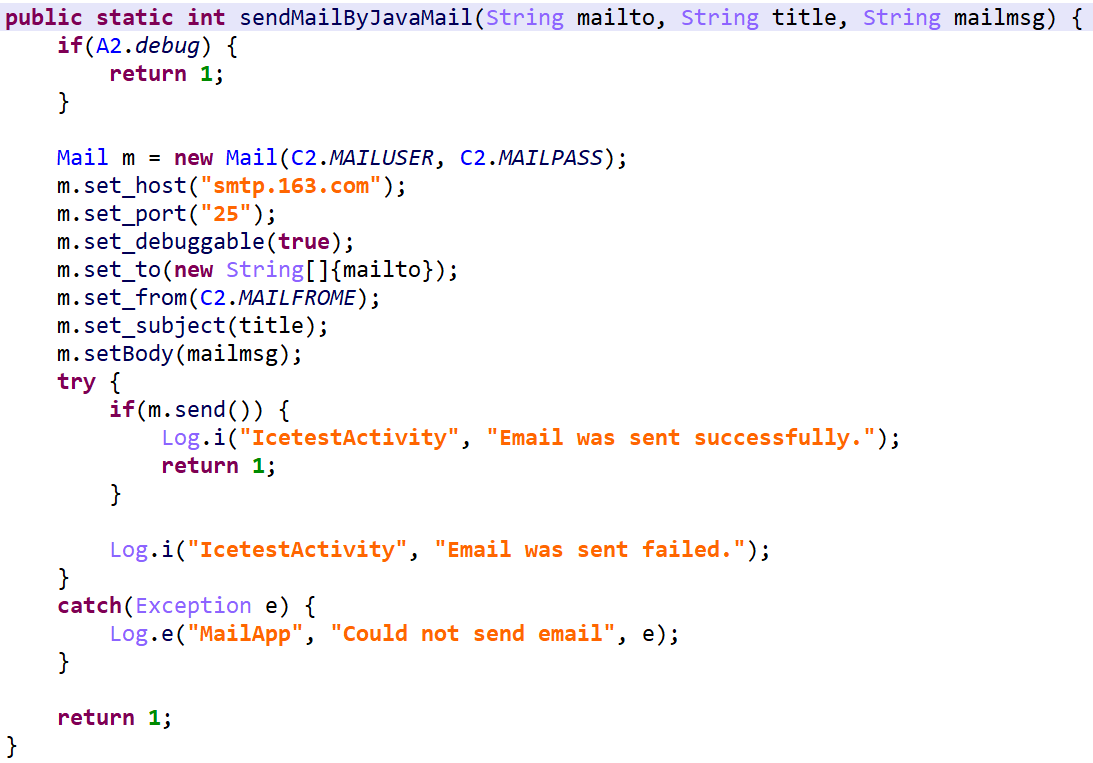 public static int sendMailByJavaMail(String mailto, String title, String mailmsg) {
    if(A2.debug) {
        return 1;
    }

    Mail m = new Mail(C2.MAILUSER, C2.MAILPASS);
    m.set_host("smtp.163.com");
    m.set_port("25");
    m.set_debuggable(true);
    m.set_to(new String[]{mailto});
    m.set_from(C2.MAILFROME);
    m.set_subject(title);
    m.setBody(mailmsg);
    try {
        if(m.send()) {
            Log.i("IcetestActivity", "Email was sent successfully.");
            return 1;
        }

        Log.i("IcetestActivity", "Email was sent failed.");
    }
    catch(Exception e) {
        Log.e("MailApp", "Could not send email", e);
    }

    return 1;
}